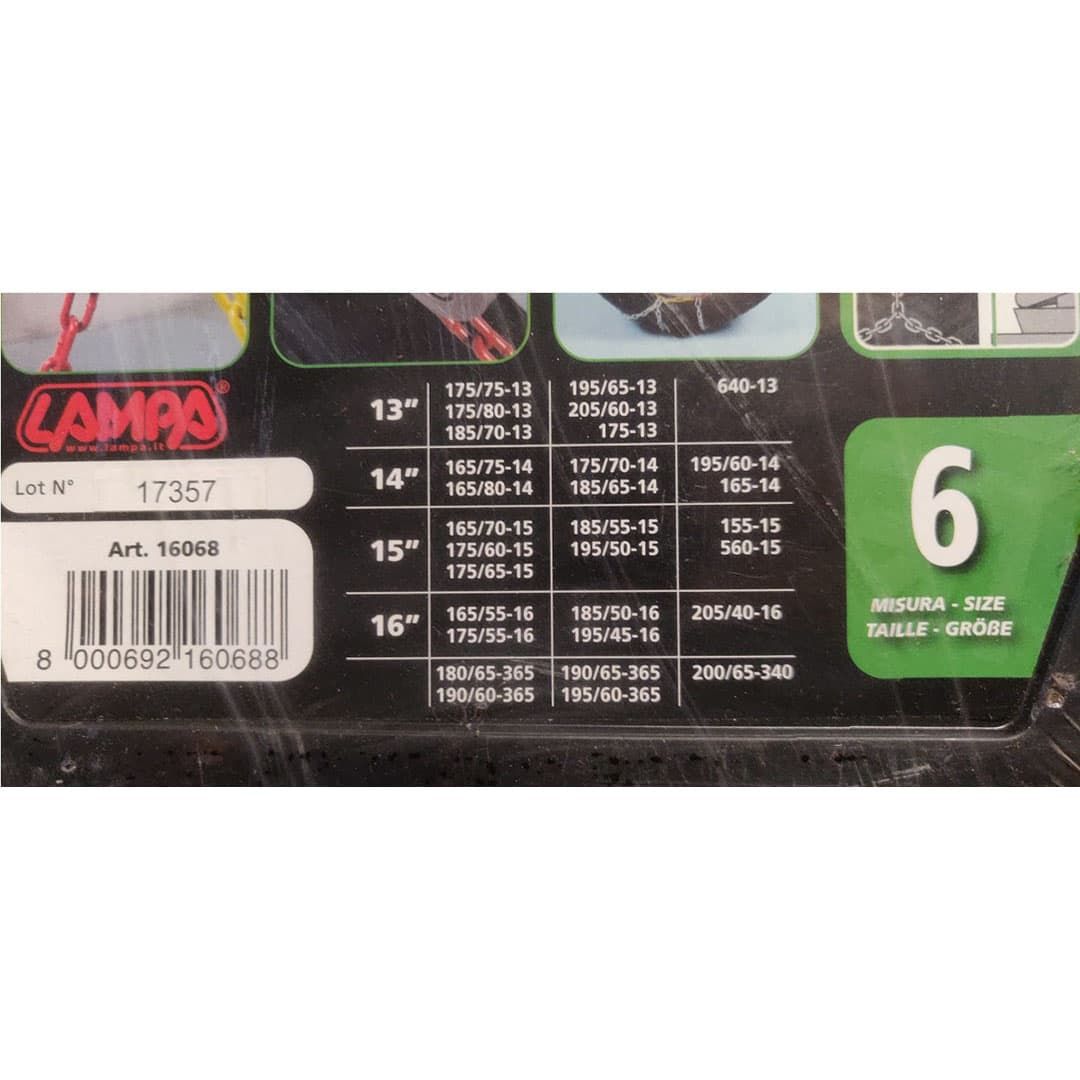 LAMPA®
www.lampa.it
Lot N° 17357
Art. 16068
8 000692 160688
13″ 175/75-13 195/65-13 640-13
175/80-13 205/60-13
185/70-13 175-13
14″ 165/75-14 175/70-14 195/60-14
165/80-14 185/65-14 165-14
15″ 165/70-15 185/55-15 155-15
175/60-15 195/50-15 560-15
175/65-15
16″ 165/55-16 185/50-16 205/40-16
175/55-16 195/45-16
180/65-365 190/65-365 200/65-340
190/60-365 195/60-365
6
MISURA - SIZE
TAILLE - GRÖßE